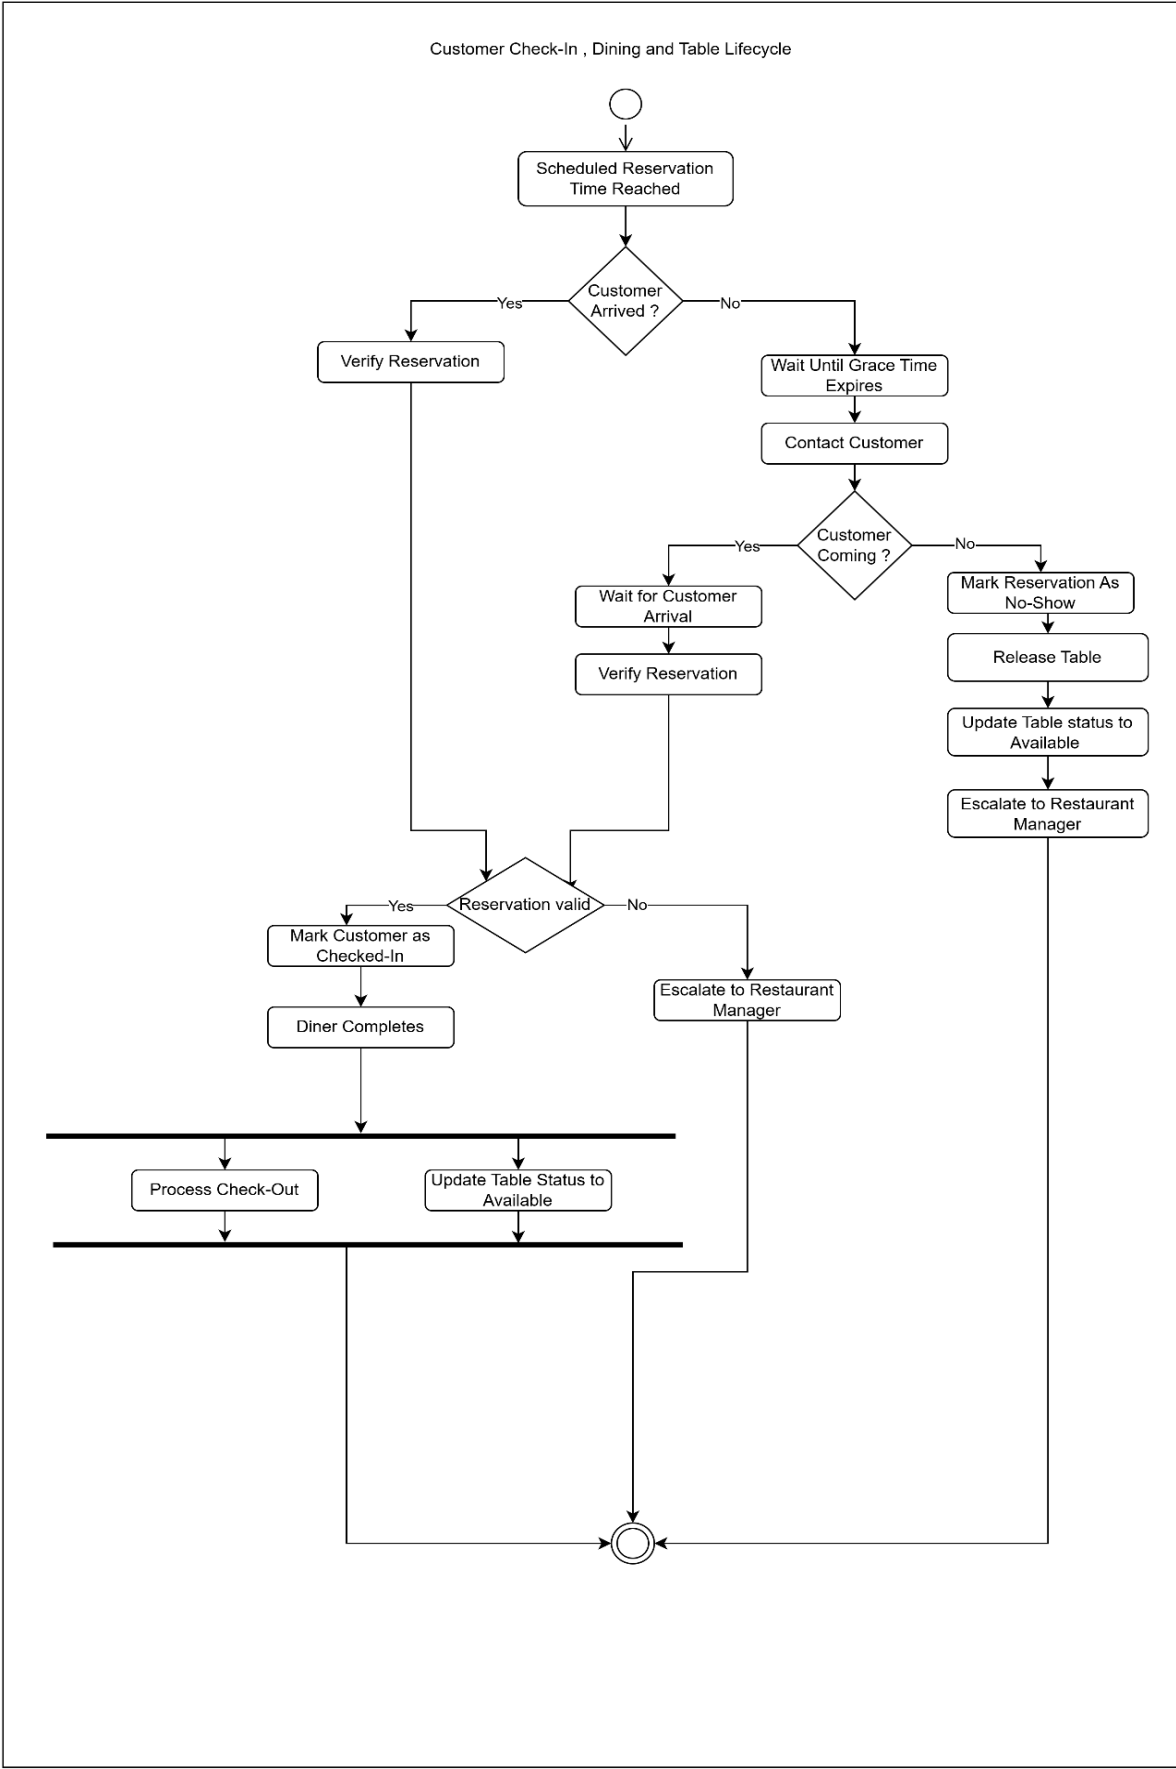 Customer Check-In , Dining and Table Lifecycle
Scheduled Reservation
Time Reached
Customer
Arrived ?
Yes
No
Verify Reservation
Wait Until Grace Time
Expires
Contact Customer
Customer
Coming ?
Yes
No
Wait for Customer
Arrival
Mark Reservation As
No-Show
Verify Reservation
Release Table
Update Table status to
Available
Escalate to Restaurant
Manager
Reservation valid
Yes
No
Mark Customer as
Checked-In
Escalate to Restaurant
Manager
Diner Completes
Process Check-Out
Update Table Status to
Available